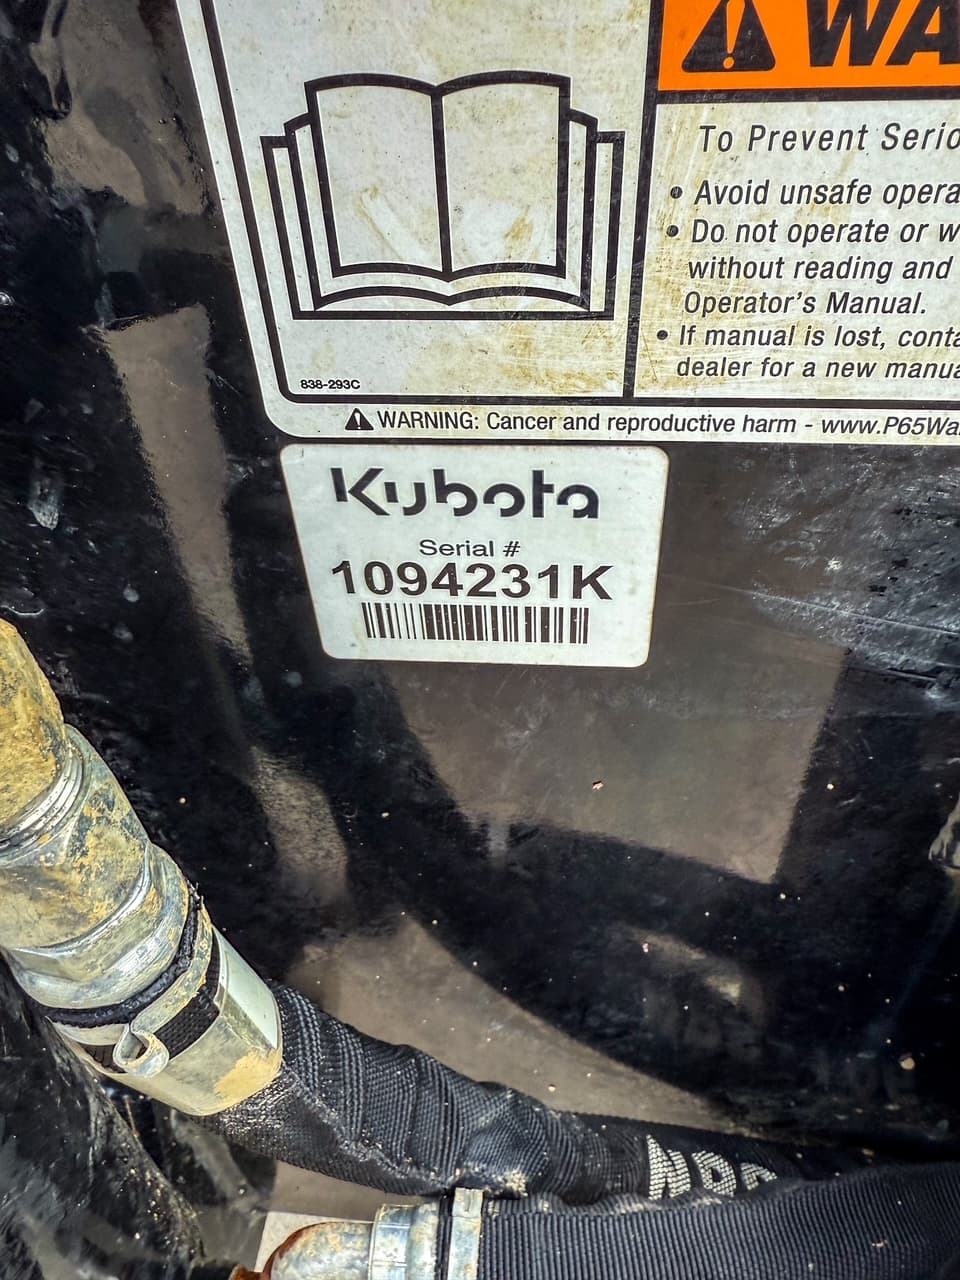 WA
To Prevent Serio
• Avoid unsafe opera
• Do not operate or w
without reading and
Operator's Manual.
• If manual is lost, conta
dealer for a new manua
838-293C
WARNING: Cancer and reproductive harm - www.P65Wa
Kubota
Serial #
1094231K